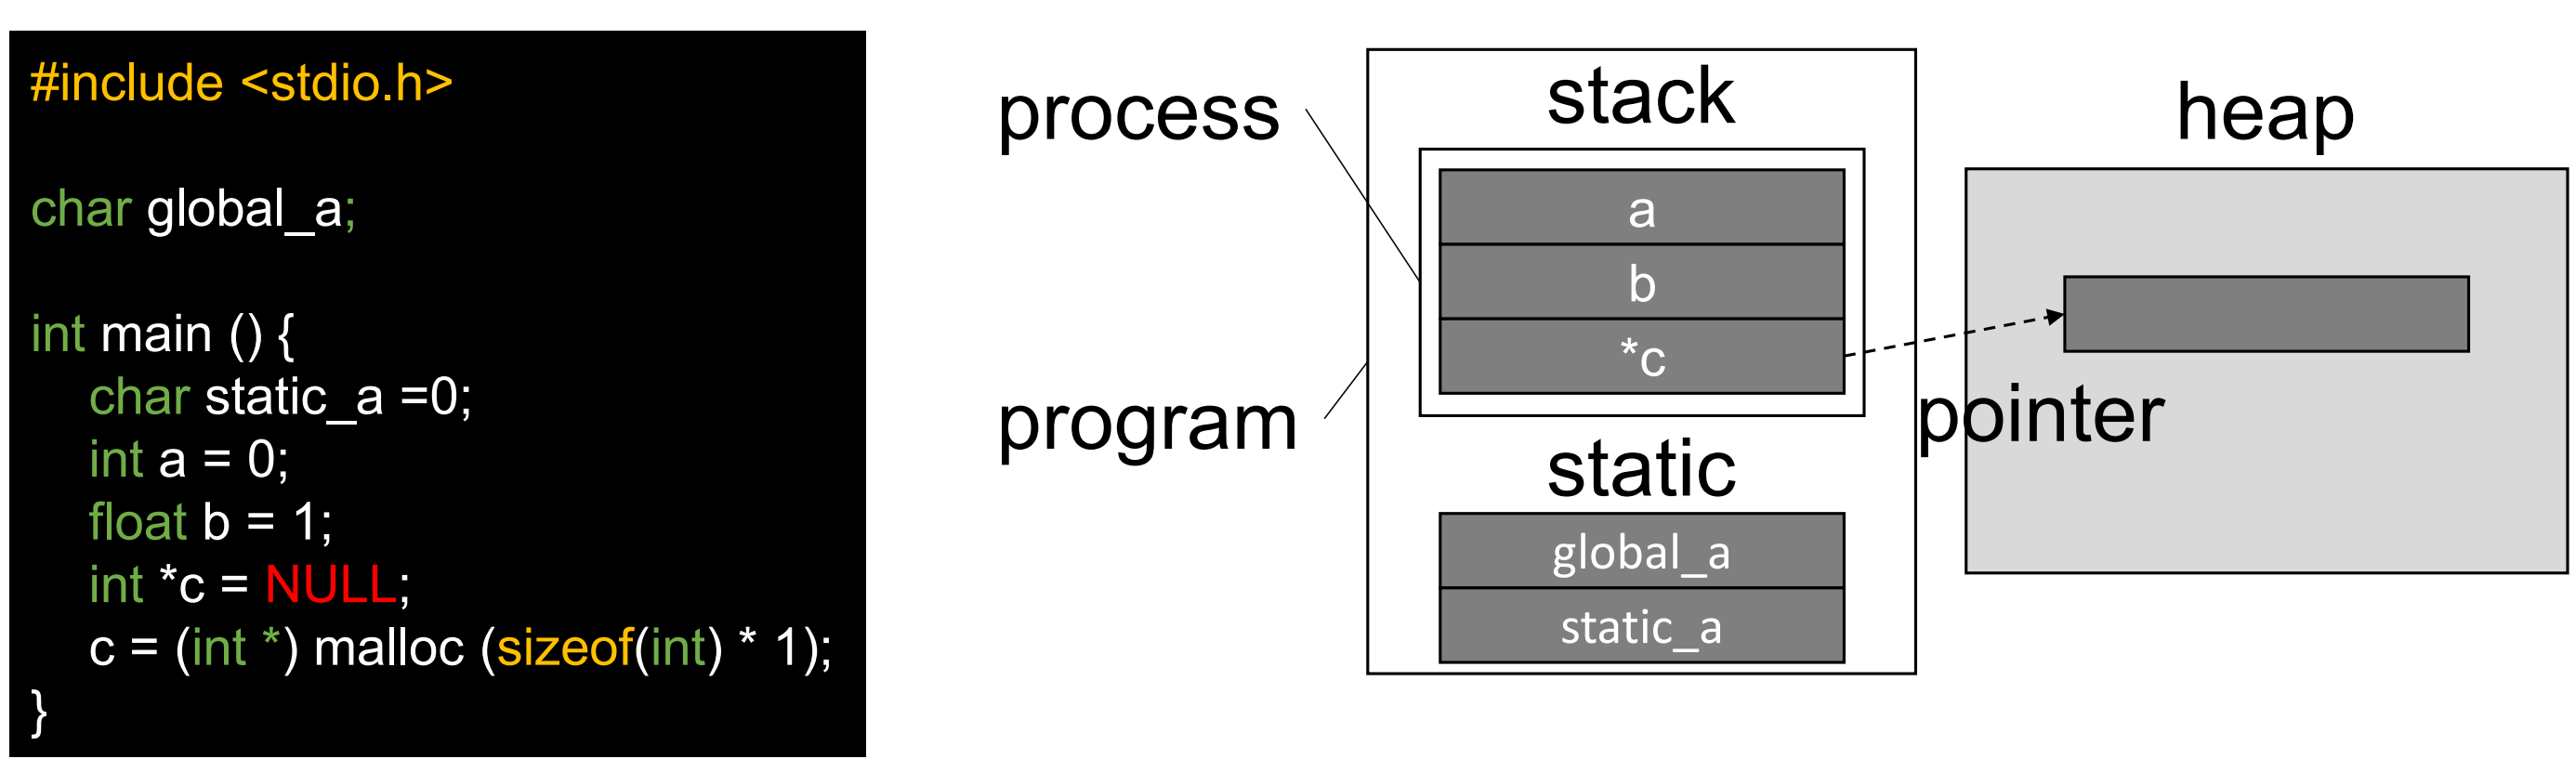 #include <stdio.h>
char global_a;
int main () {
char static_a =0;
int a = 0;
float b = 1;
int *c = NULL;
c = (int *) malloc (sizeof(int) * 1);
}
process
program
stack
a
b
*c
static
global_a
static_a
heap
pointer